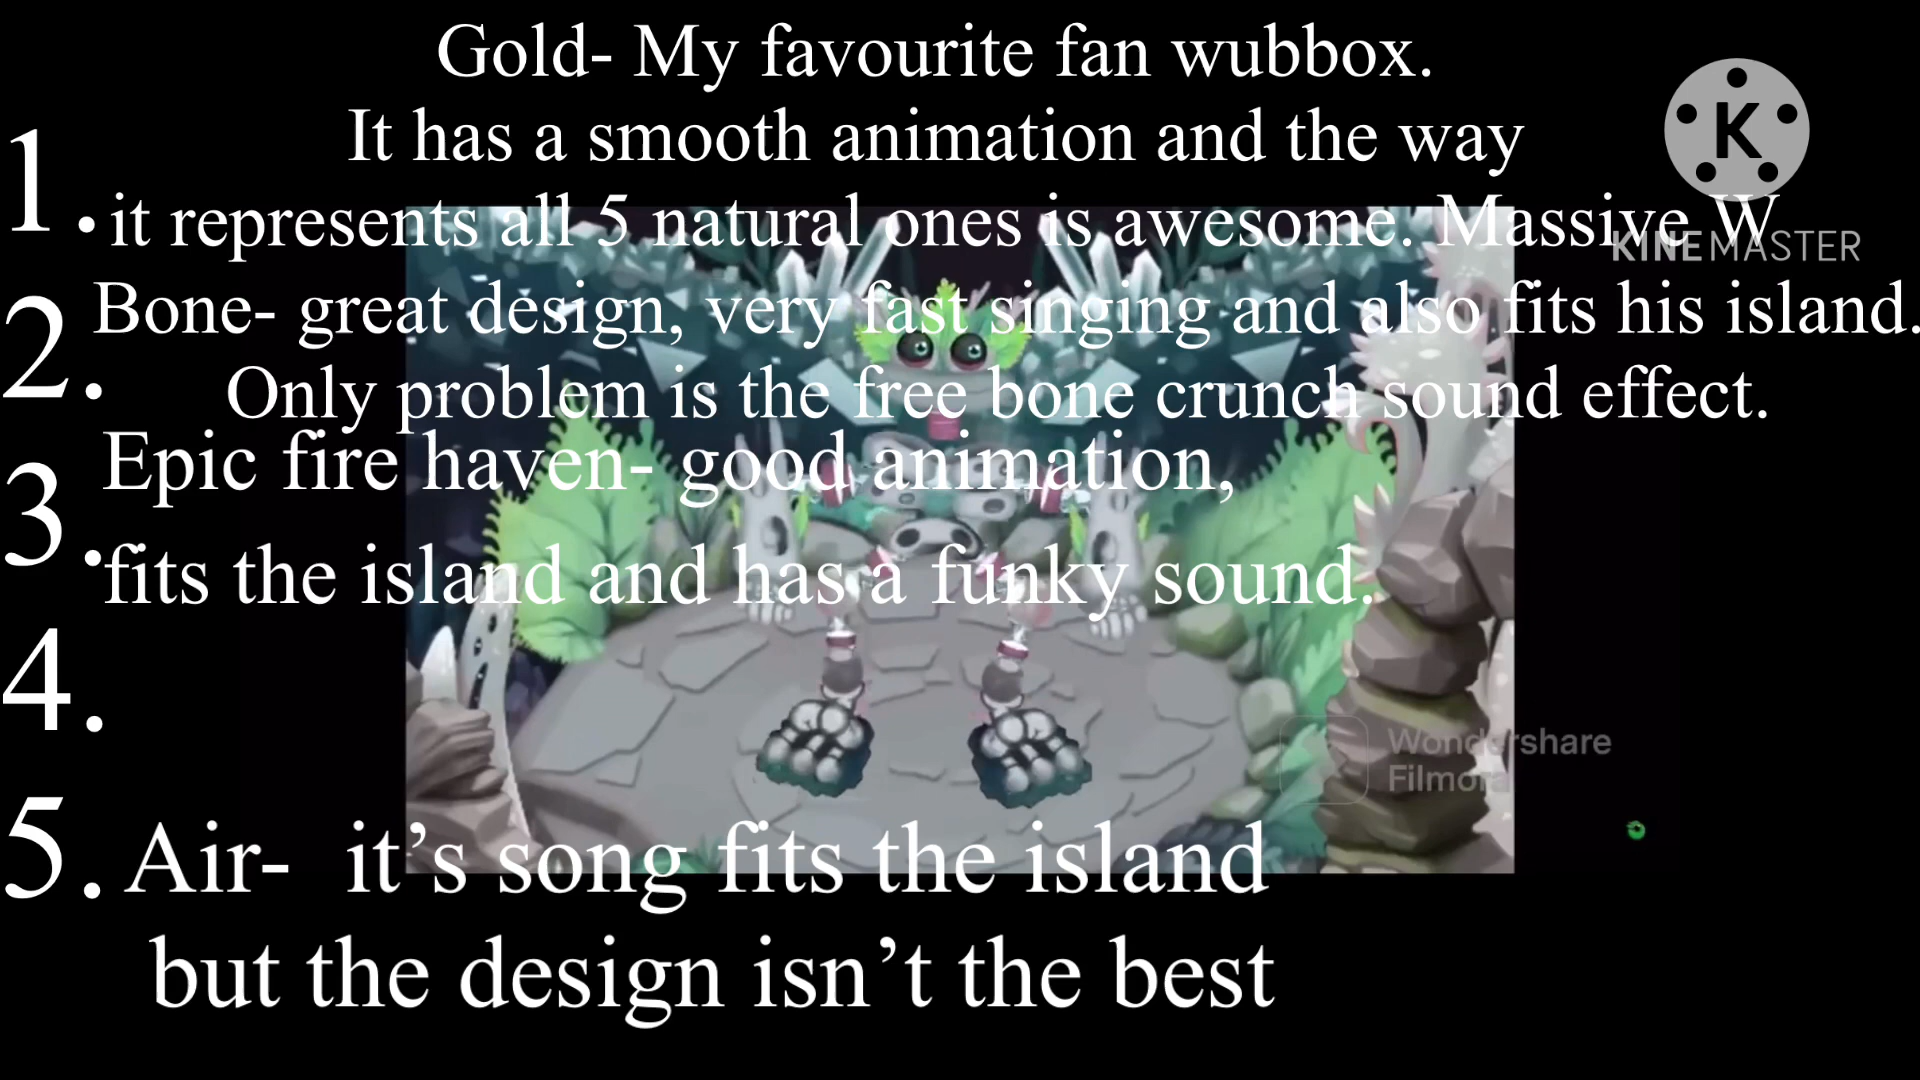 Gold- My favourite fan wubbox.
It has a smooth animation and the way
1. it represents all 5 natural ones is awesome. Massive W
K
KINEMASTER
2. Bone- great design, very fast singing and also fits his island.
Only problem is the free bone crunch sound effect.
3. Epic fire haven- good animation,
fits the island and has a funky sound.
4.
Wondershare
Filmora
5. Air- it’s song fits the island
but the design isn’t the best